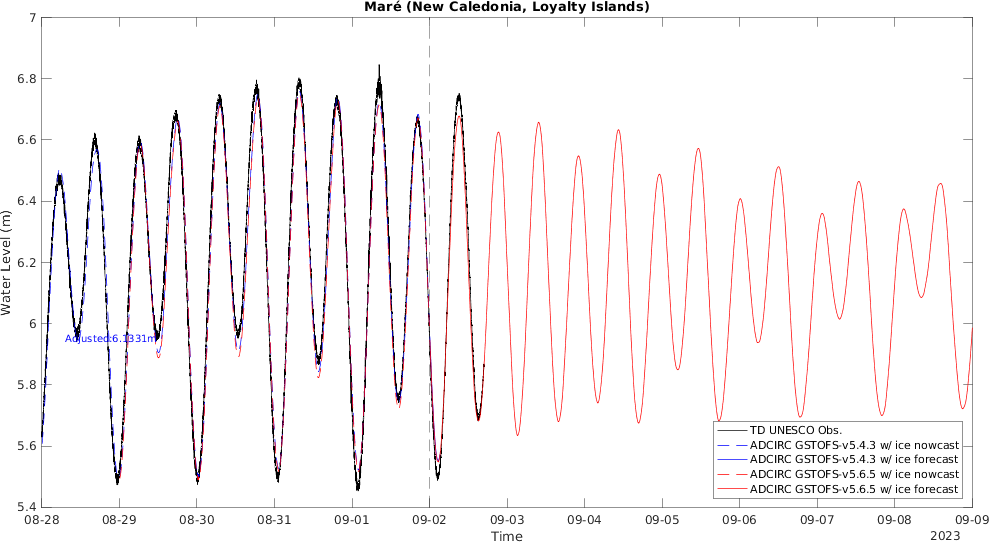 Maré (New Caledonia, Loyalty Islands)
7
6.8
6.6
6.4
6.2
6
5.8
5.6
5.4
Water Level (m)
Adjusted:6.1331m
TD UNESCO Obs.
ADCIRC GSTOFS-v5.4.3 w/ ice nowcast
ADCIRC GSTOFS-v5.4.3 w/ ice forecast
ADCIRC GSTOFS-v5.6.5 w/ ice nowcast
ADCIRC GSTOFS-v5.6.5 w/ ice forecast
08-28 08-29 08-30 08-31 09-01 09-02 09-03 09-04 09-05 09-06 09-07 09-08 09-09
Time
2023